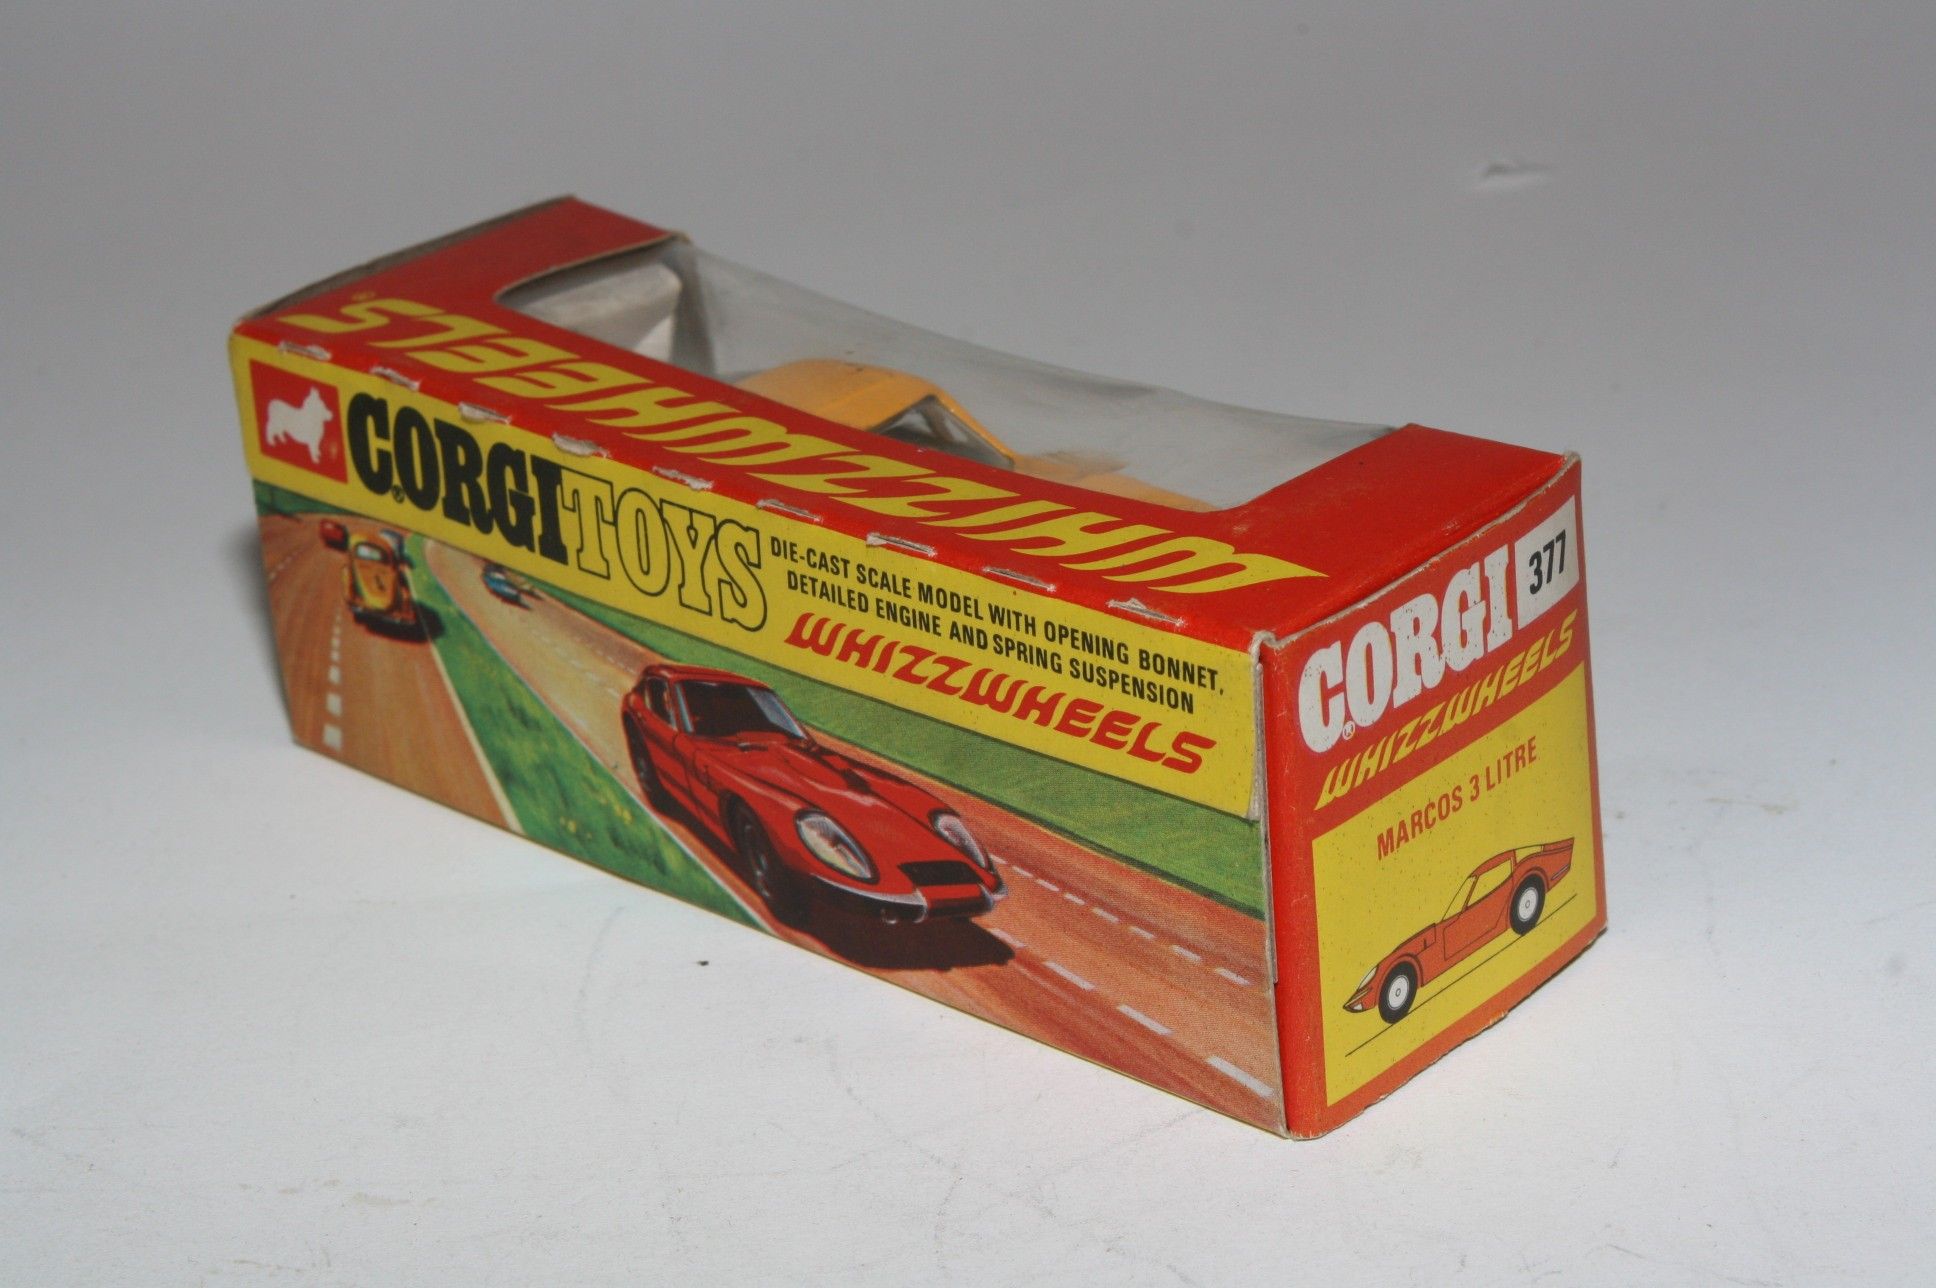 WHIZZWHEELS
CORGI TOYS
DIE-CAST SCALE MODEL WITH OPENING BONNET,
DETAILED ENGINE AND SPRING SUSPENSION
WHIZZWHEELS
CORGI 377
WHIZZWHEELS
MARCOS 3 LITRE